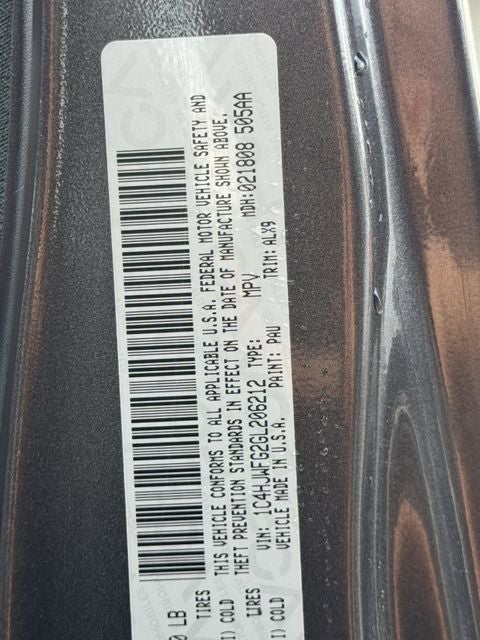 0 LB
TIRES
I) COLD
TIRES
I) COLD
THIS VEHICLE CONFORMS TO ALL APPLICABLE U.S.A. FEDERAL MOTOR VEHICLE SAFETY AND
THEFT PREVENTION STANDARDS IN EFFECT ON THE DATE OF MANUFACTURE SHOWN ABOVE.
VIN: 1C4HJWFG2GL206212 TYPE: MPV MDH:021808 505AA
VEHICLE MADE IN U.S.A. PAINT: PAU TRIM: ALX9